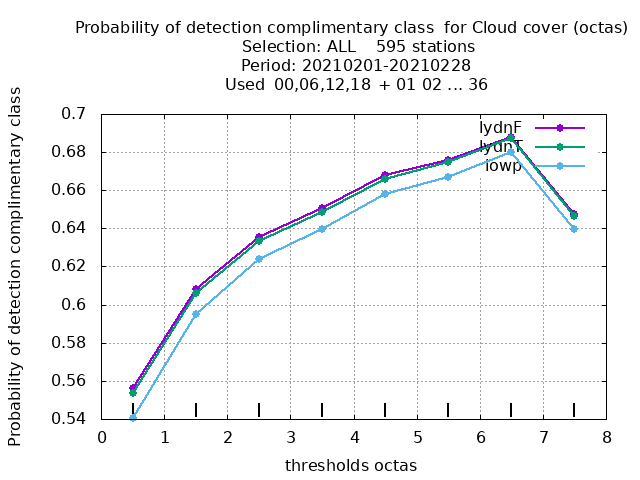 Probability of detection complimentary class  for Cloud cover (octas)
Selection: ALL    595 stations
Period: 20210201-20210228
Used  00,06,12,18  + 01 02 ... 36
Probability of detection complimentary class
0.7
0.68
0.66
0.64
0.62
0.6
0.58
0.56
0.54
lydnF
lydnT
iowp
0 1 2 3 4 5 6 7 8
thresholds octas